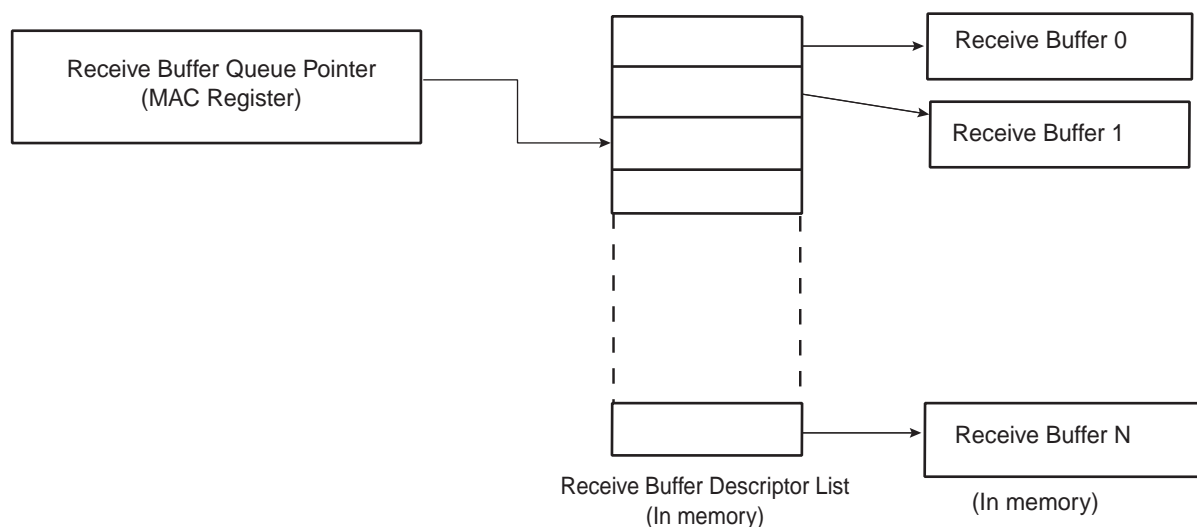 Receive Buffer Queue Pointer
(MAC Register)
Receive Buffer 0
Receive Buffer 1
Receive Buffer N
Receive Buffer Descriptor List
(In memory)
(In memory)